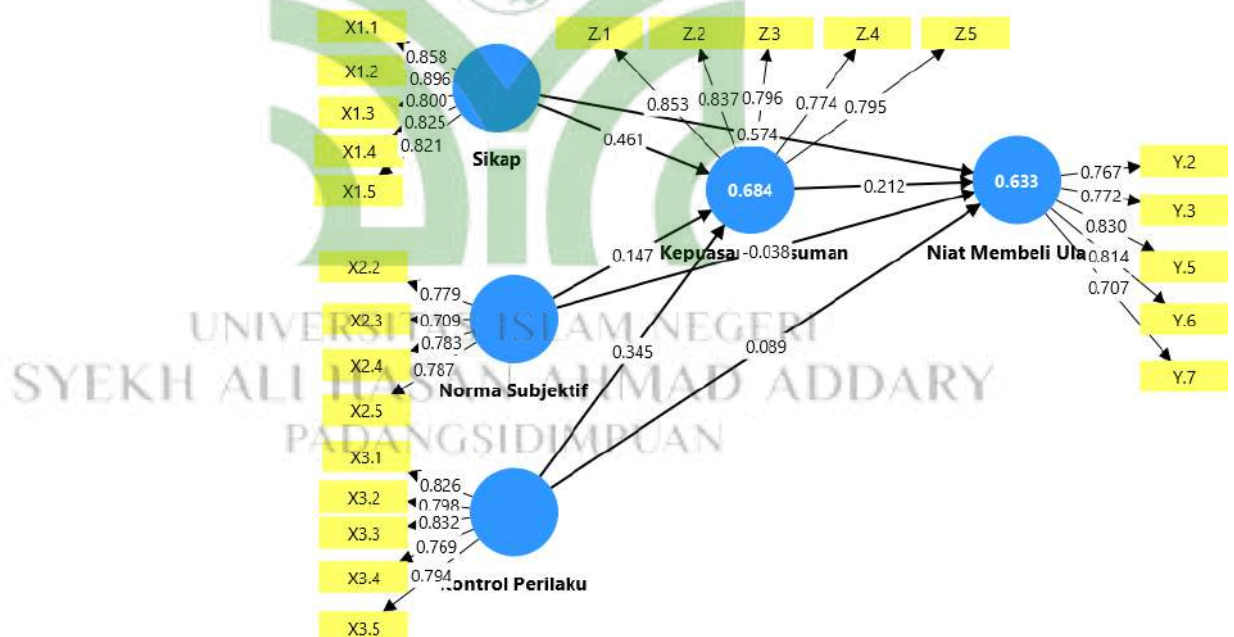 X1.1
X1.2
X1.3
X1.4
X1.5
0.858
0.896
0.800
0.825
0.821
Sikap
Z.1 Z.2 Z.3 Z.4 Z.5
0.853 0.837 0.796 0.774 0.795
0.574
0.461
0.684
0.212
0.633
0.147
-0.038
0.345
0.089
Niat Membeli Ula
Y.2
Y.3
Y.5
Y.6
Y.7
0.767
0.772
0.830
0.814
0.707
X2.2
X2.3
X2.4
X2.5
0.779
0.709
0.783
0.787
Norma Subjektif
X3.1
X3.2
X3.3
X3.4
X3.5
0.826
0.798
0.832
0.769
0.794
ontrol Perilaku
UNIVERSITAS ISLAM NEGERI
SYEKH ALI HASAN AHMAD ADDARY
PADANGSIDIMPUAN